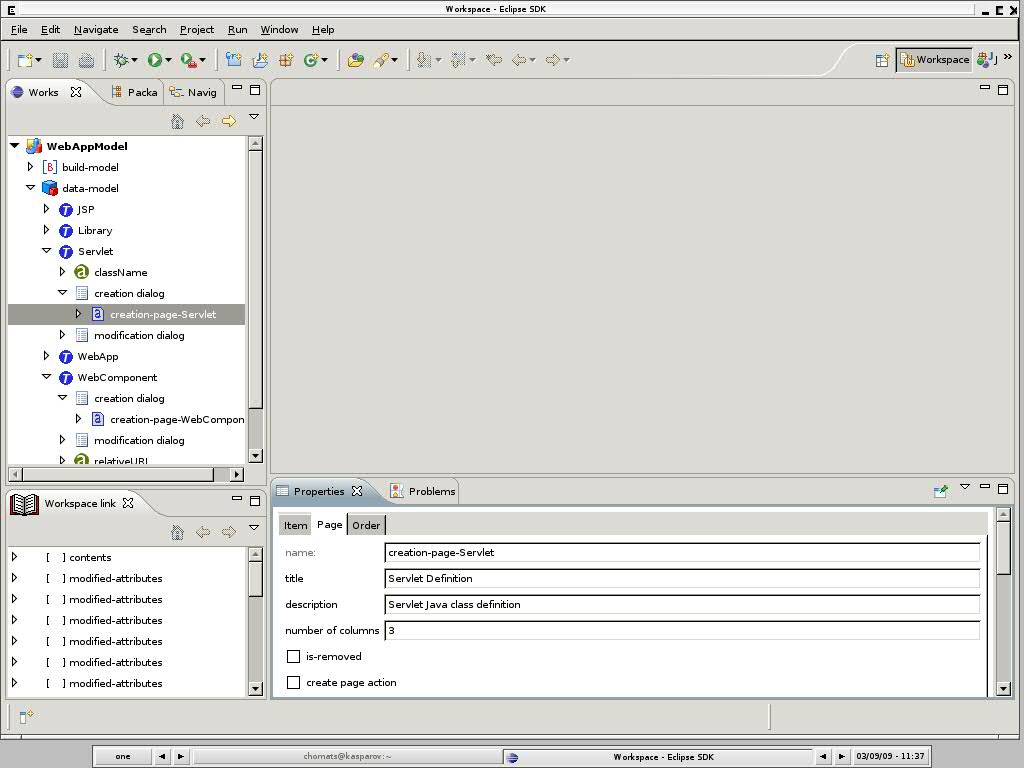 Workspace - Eclipse SDK
File Edit Navigate Search Project Run Window Help
Workspace J »
Works Packa Navig
WebAppModel
[B] build-model
data-model
T JSP
T Library
T Servlet
a className
creation dialog
a creation-page-Servlet
modification dialog
T WebApp
T WebComponent
creation dialog
a creation-page-WebCompon
modification dialog
a relativeURL
Workspace link
[ ] contents
[ ] modified-attributes
[ ] modified-attributes
[ ] modified-attributes
[ ] modified-attributes
[ ] modified-attributes
[ ] modified-attributes
Properties Problems
Item Page Order
name: creation-page-Servlet
title Servlet Definition
description Servlet Java class definition
number of columns 3
is-removed
create page action
one chomats@kasparov:~ Workspace - Eclipse SDK 03/09/09 - 11:37